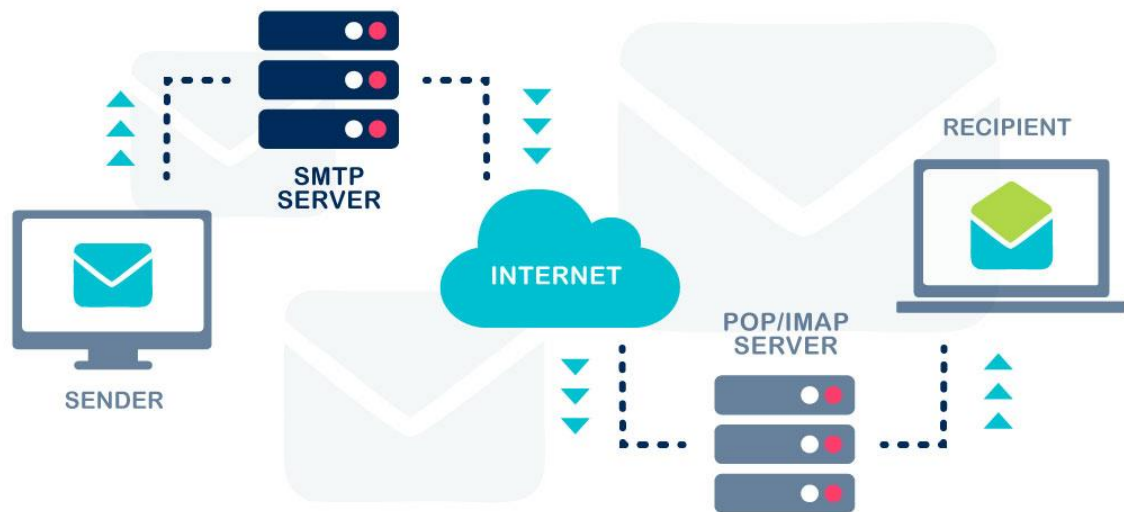 SMTP
SERVER
RECIPIENT
INTERNET
POP/IMAP
SERVER
SENDER